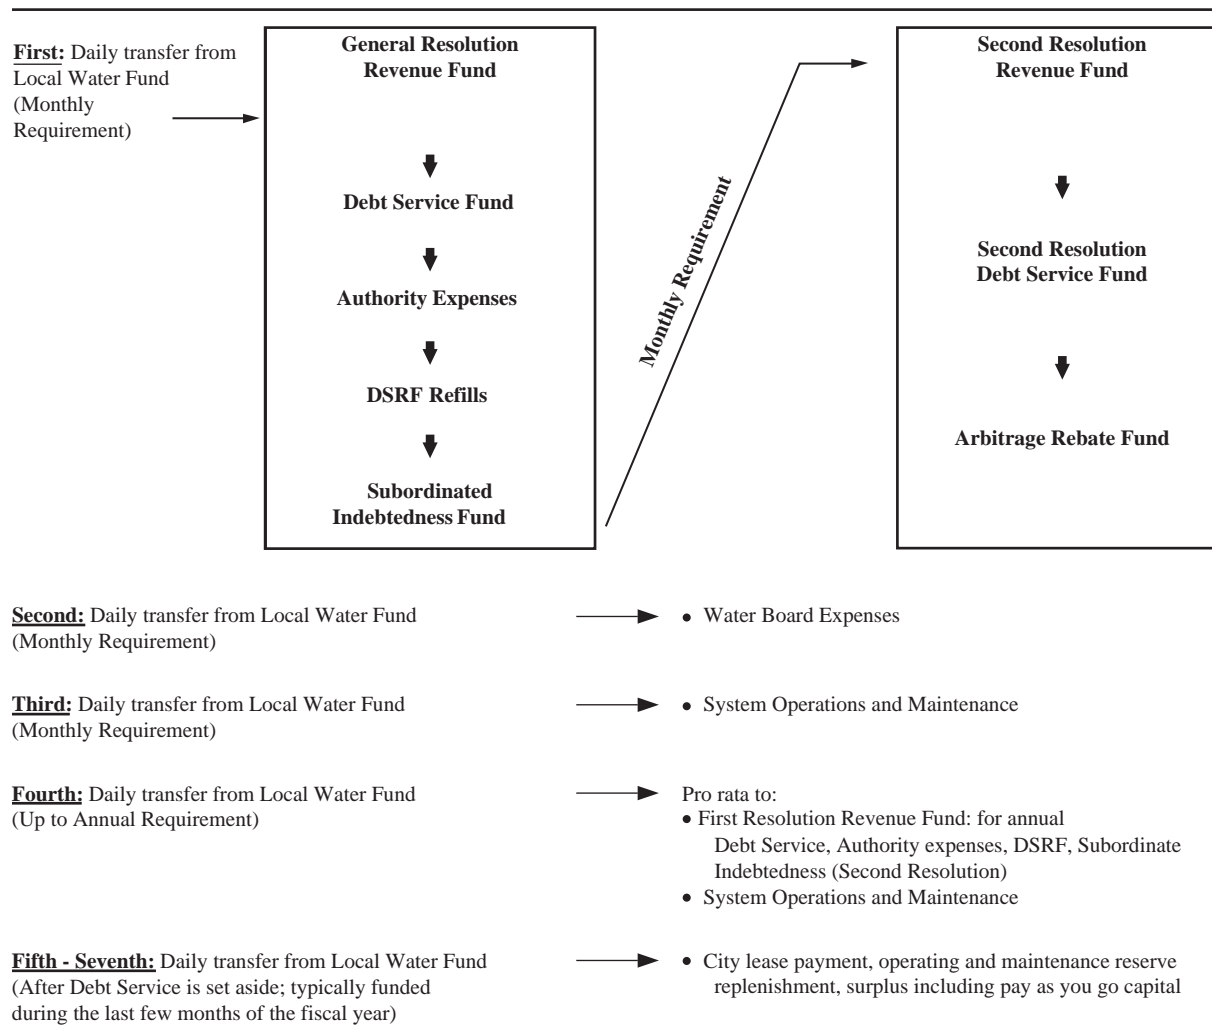 First: Daily transfer from
Local Water Fund
(Monthly
Requirement)
General Resolution
Revenue Fund
Debt Service Fund
Authority Expenses
DSRF Refills
Subordinated
Indebtedness Fund
Monthly Requirement
Second Resolution
Revenue Fund
Second Resolution
Debt Service Fund
Arbitrage Rebate Fund
Second: Daily transfer from Local Water Fund
(Monthly Requirement)
• Water Board Expenses
Third: Daily transfer from Local Water Fund
(Monthly Requirement)
• System Operations and Maintenance
Fourth: Daily transfer from Local Water Fund
(Up to Annual Requirement)
Pro rata to:
• First Resolution Revenue Fund: for annual
Debt Service, Authority expenses, DSRF, Subordinate
Indebtedness (Second Resolution)
• System Operations and Maintenance
Fifth - Seventh: Daily transfer from Local Water Fund
(After Debt Service is set aside; typically funded
during the last few months of the fiscal year)
• City lease payment, operating and maintenance reserve
replenishment, surplus including pay as you go capital